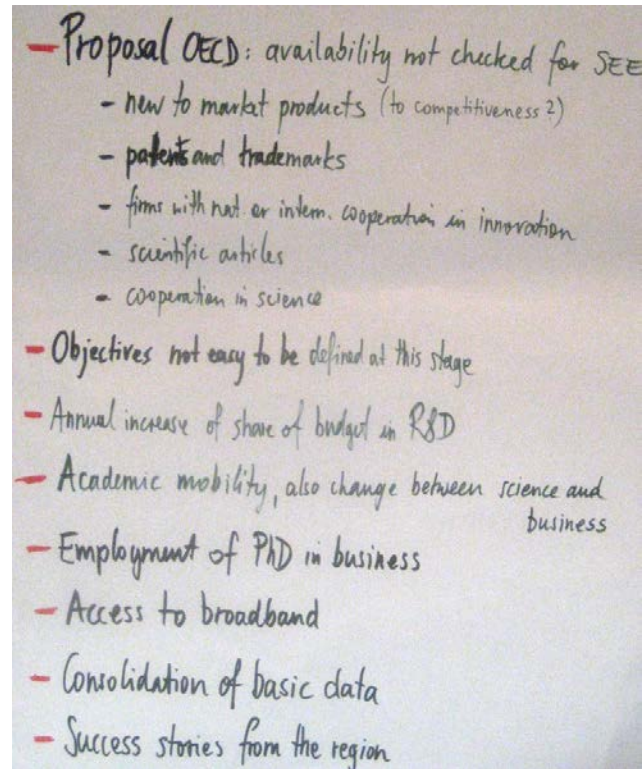 - Proposal OECD: availability not checked for SEE
- new to market products (to competitiveness ?)
- patents and trademarks
- firms with nat. or intern. cooperation in innovation
- scientific articles
- cooperation in science
- Objectives not easy to be defined at this stage
- Annual increase of share of budget in R&D
- Academic mobility, also change between science and
business
- Employment of PhD in business
- Access to broadband
- Consolidation of basic data
- Success stories from the region